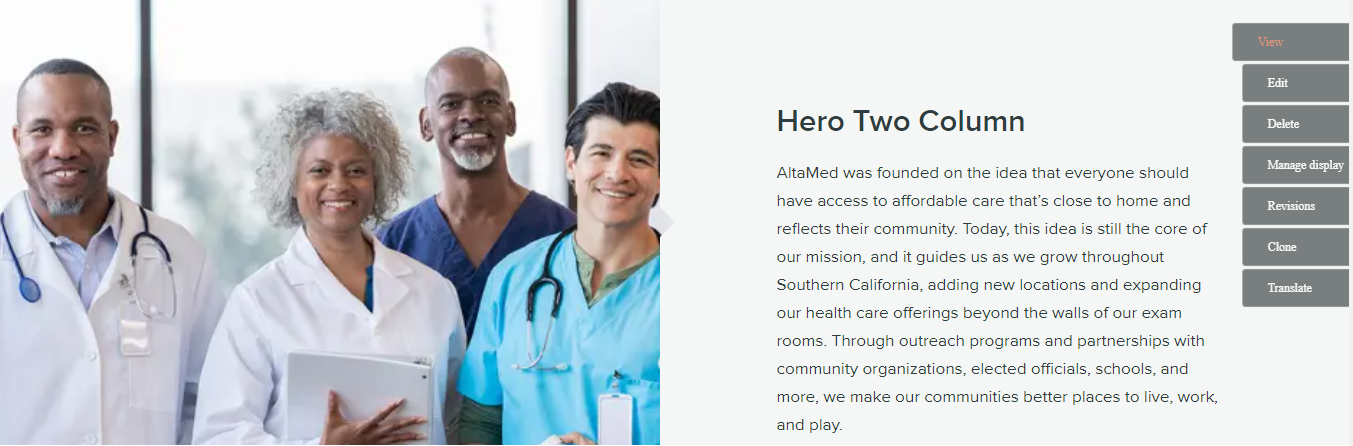 Hero Two Column
AltaMed was founded on the idea that everyone should
have access to affordable care that's close to home and
reflects their community. Today, this idea is still the core of
our mission, and it guides us as we grow throughout
Southern California, adding new locations and expanding
our health care offerings beyond the walls of our exam
rooms. Through outreach programs and partnerships with
community organizations, elected officials, schools, and
more, we make our communities better places to live, work,
and play.
View
Edit
Delete
Manage display
Revisions
Clone
Translate